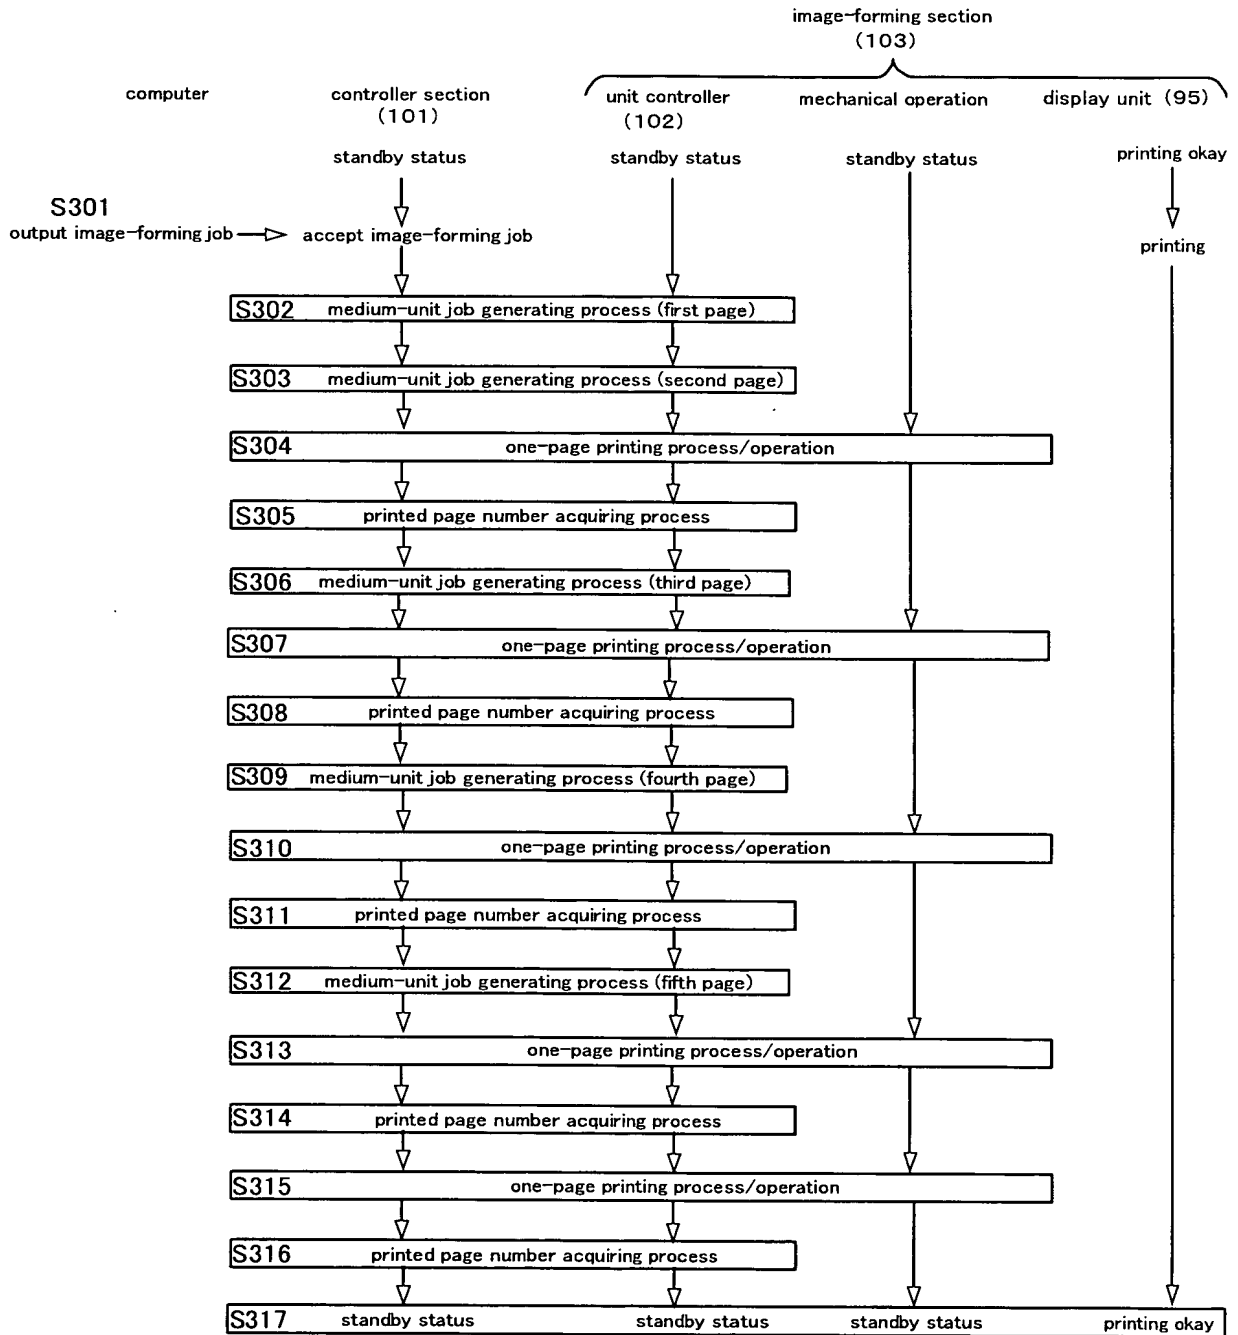 image-forming section
(103)
computer
controller section
(101)
unit controller
(102)
mechanical operation
display unit (95)
standby status
standby status
standby status
printing okay
S301
output image-forming job
accept image-forming job
printing
S302 medium-unit job generating process (first page)
S303 medium-unit job generating process (second page)
S304 one-page printing process/operation
S305 printed page number acquiring process
S306 medium-unit job generating process (third page)
S307 one-page printing process/operation
S308 printed page number acquiring process
S309 medium-unit job generating process (fourth page)
S310 one-page printing process/operation
S311 printed page number acquiring process
S312 medium-unit job generating process (fifth page)
S313 one-page printing process/operation
S314 printed page number acquiring process
S315 one-page printing process/operation
S316 printed page number acquiring process
S317 standby status standby status standby status printing okay